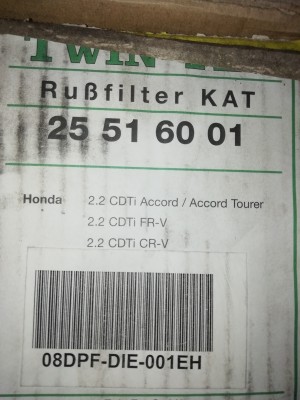 TWIN
Rußfilter KAT
25 51 60 01
Honda 2.2 CDTi Accord / Accord Tourer
2.2 CDTi FR-V
2.2 CDTi CR-V
08DPF-DIE-001EH